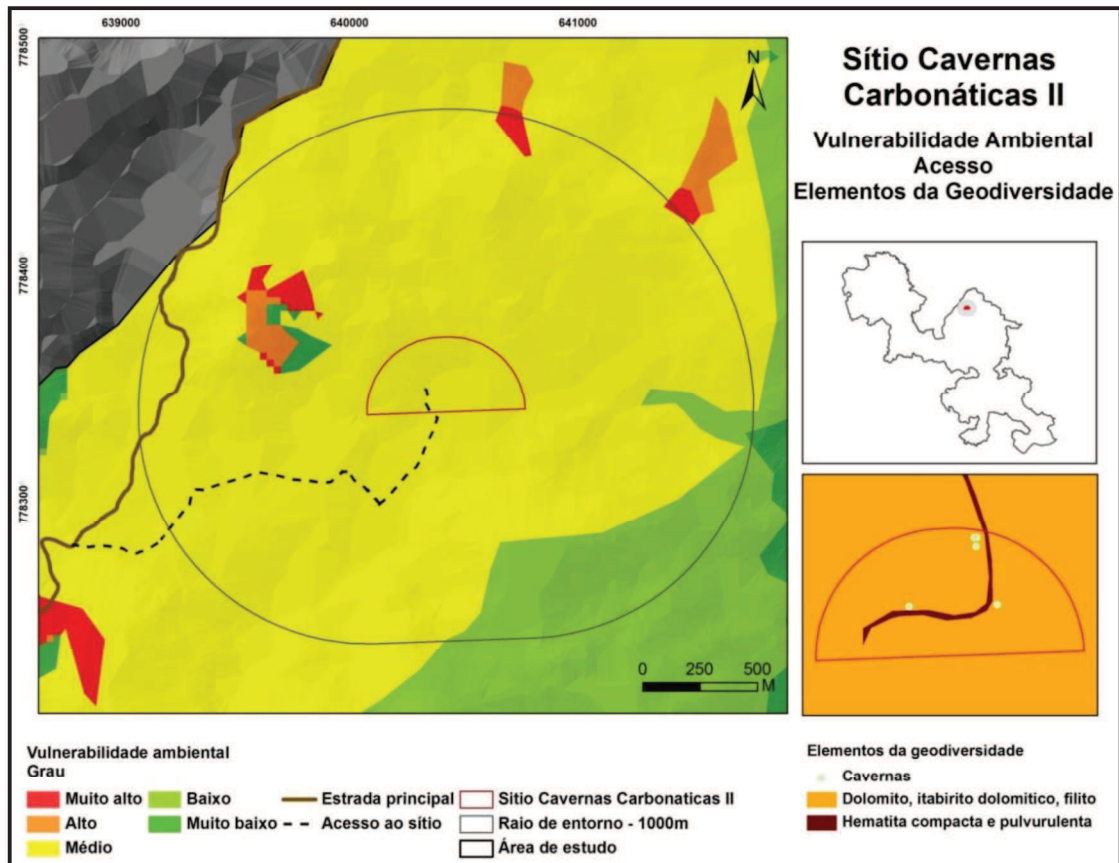 639000
640000
641000
778500
778400
778300
N
0 250 500
M
Sítio Cavernas
Carbonáticas II
Vulnerabilidade Ambiental
Acesso
Elementos da Geodiversidade
Vulnerabilidade ambiental
Grau
Muito alto
Alto
Médio
Baixo
Muito baixo
Estrada principal
Acesso ao sítio
Sitio Cavernas Carbonaticas II
Raio de entorno - 1000m
Área de estudo
Elementos da geodiversidade
Cavernas
Dolomito, itabirito dolomitico, filito
Hematita compacta e pulvurulenta